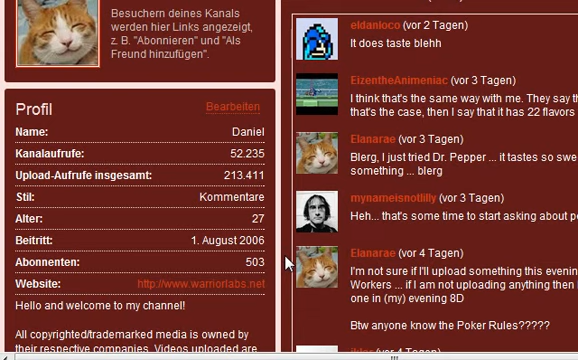 Besuchern deines Kanals
werden hier Links angezeigt,
z. B. "Abonnieren" und "Als
Freund hinzufügen".
Profil
Bearbeiten
Name: Daniel
Kanalaufrufe: 52.235
Upload-Aufrufe insgesamt: 213.411
Stil: Kommentare
Alter: 27
Beitritt: 1. August 2006
Abonnenten: 503
Website: http://www.warriorlabs.net
Hello and welcome to my channel!
All copyrighted/trademarked media is owned by
their respective companies. Videos uploaded are
eldanloco (vor 2 Tagen)
It does taste blehh
EizentheAnimeniac (vor 3 Tagen)
I think that's the same way with me. They say th
that's the case, then I say that it has 22 flavors
Elanarae (vor 3 Tagen)
Blerg, I just tried Dr. Pepper ... it tastes so swe
something ... blerg
mynameisnotlilly (vor 3 Tagen)
Heh... that's some time to start asking about p
Elanarae (vor 4 Tagen)
I'm not sure if I'll upload something this evenin
Workers ... if I am not uploading anything then
one in (my) evening 8D
Btw anyone know the Poker Rules?????
(vor 4 Tagen)